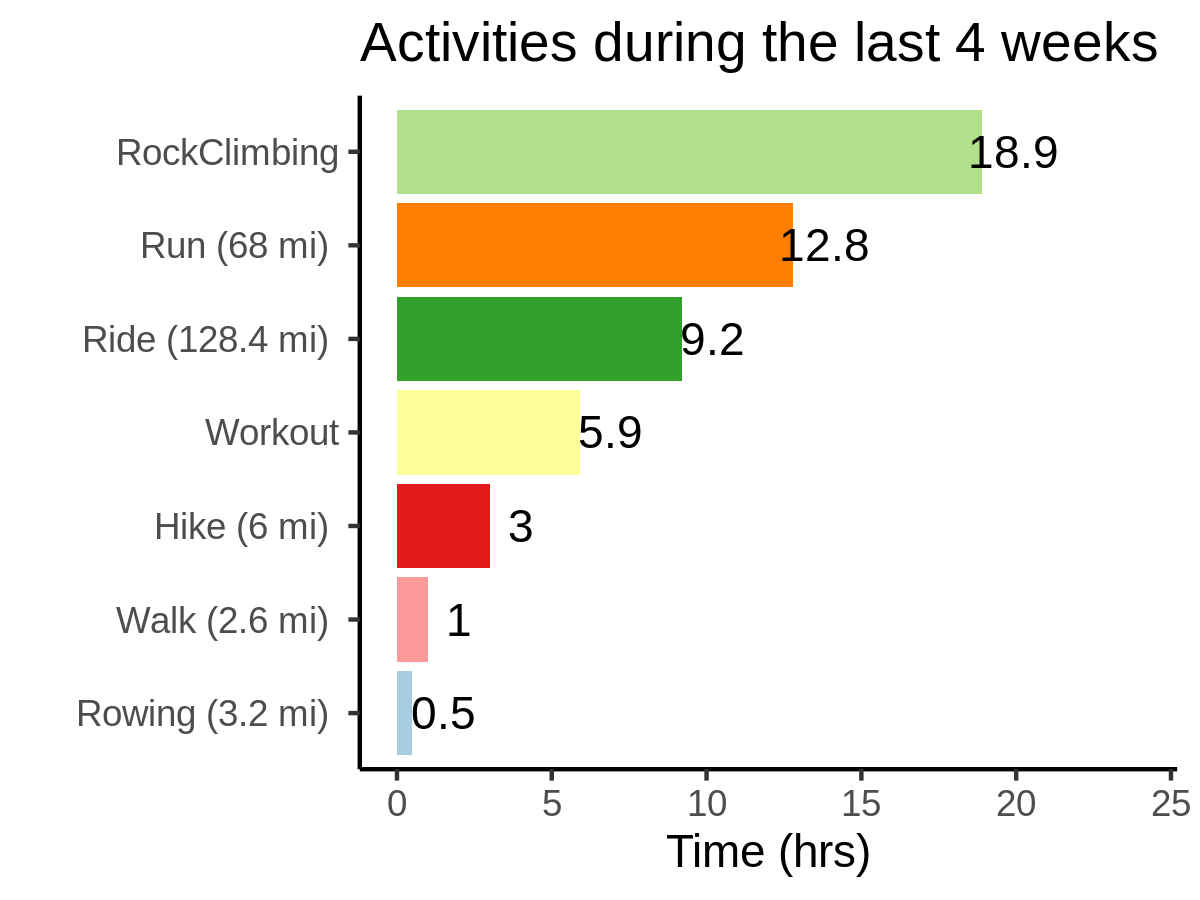 Activities during the last 4 weeks
RockClimbing 18.9
Run (68 mi) 12.8
Ride (128.4 mi) 9.2
Workout 5.9
Hike (6 mi) 3
Walk (2.6 mi) 1
Rowing (3.2 mi) 0.5
0 5 10 15 20 25
Time (hrs)